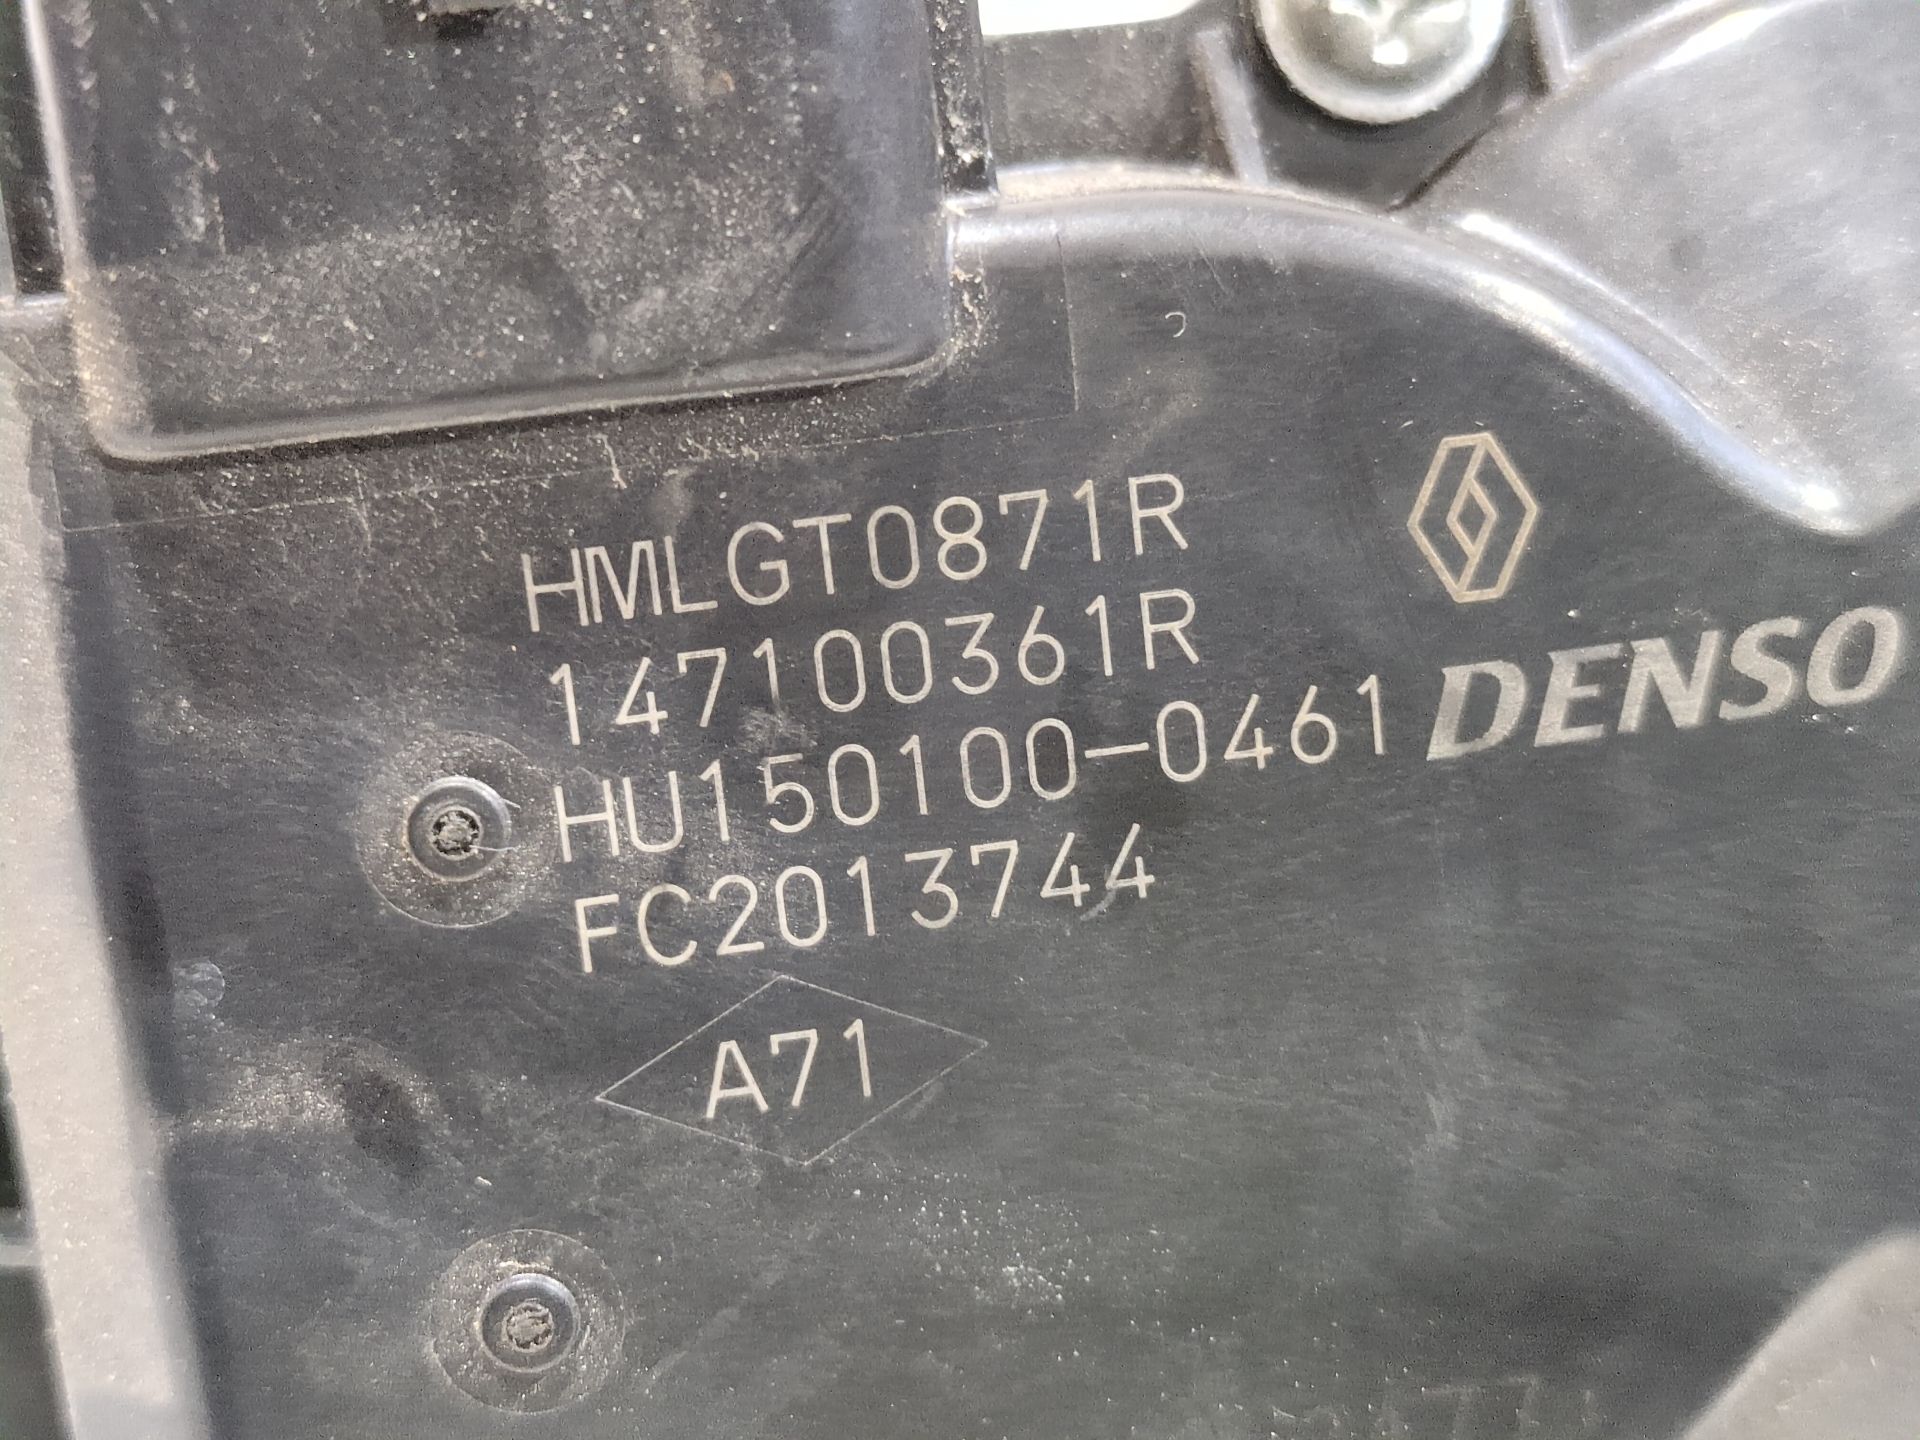 HMLGT0871R
147100361R
HU150100-0461
DENSO
FC2013744
A71